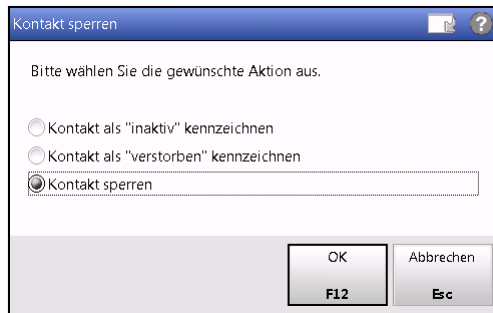 Kontakt sperren
?
Bitte wählen Sie die gewünschte Aktion aus.
Kontakt als "inaktiv" kennzeichnen
Kontakt als "verstorben" kennzeichnen
Kontakt sperren
OK Abbrechen
F12 Esc